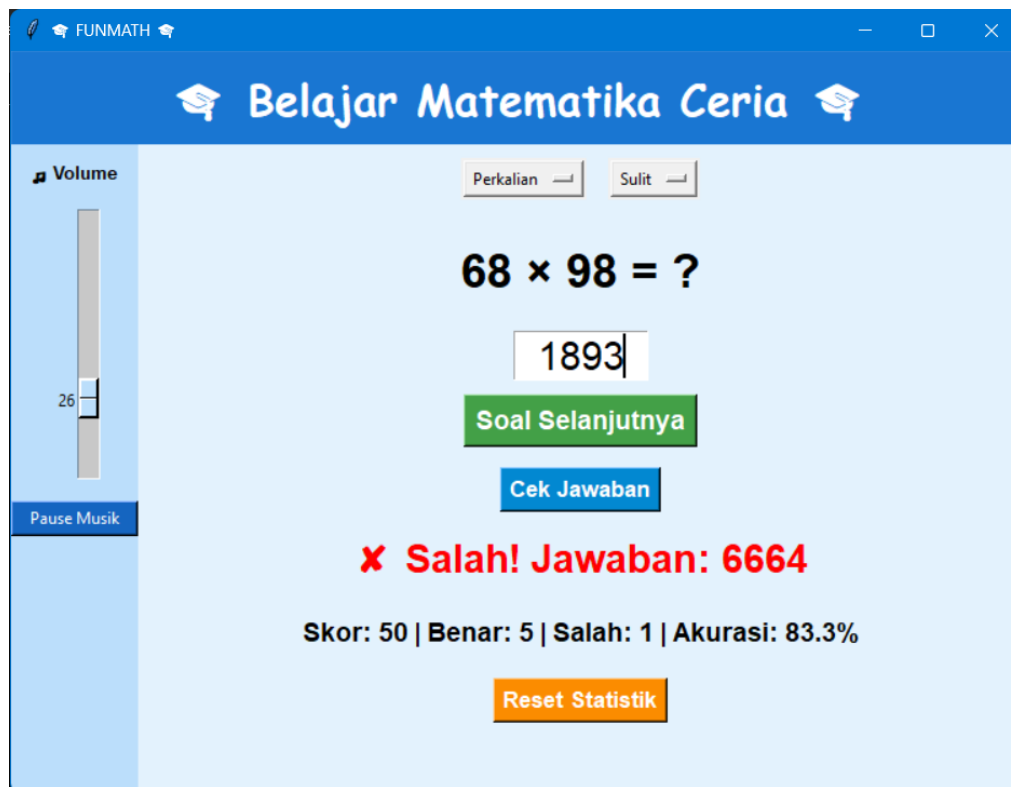 FUNMATH
Belajar Matematika Ceria
Volume
Perkalian Sulit
68 × 98 = ?
1893
Soal Selanjutnya
26
Cek Jawaban
Pause Musik
✘ Salah! Jawaban: 6664
Skor: 50 | Benar: 5 | Salah: 1 | Akurasi: 83.3%
Reset Statistik